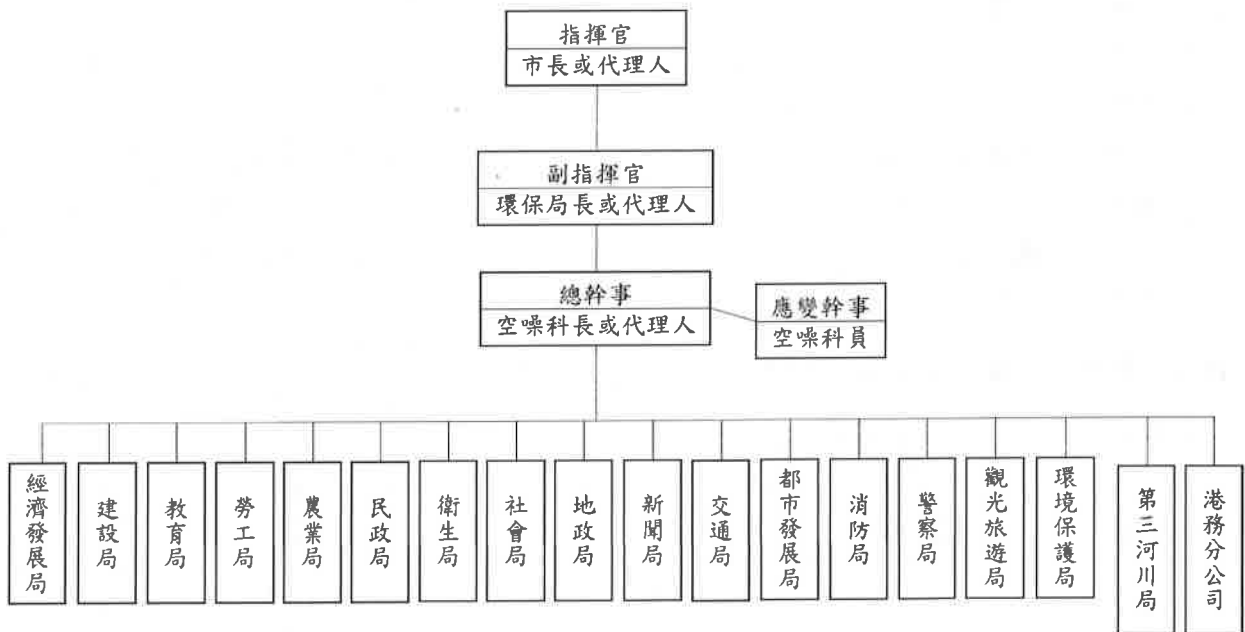 指揮官
市長或代理人
副指揮官
環保局長或代理人
總幹事
空噪科長或代理人
應變幹事
空噪科員
經濟發展局
建設局
教育局
勞工局
農業局
民政局
衛生局
社會局
地政局
新聞局
交通局
都市發展局
消防局
警察局
觀光旅遊局
環境保護局
第三河川局
港務分公司